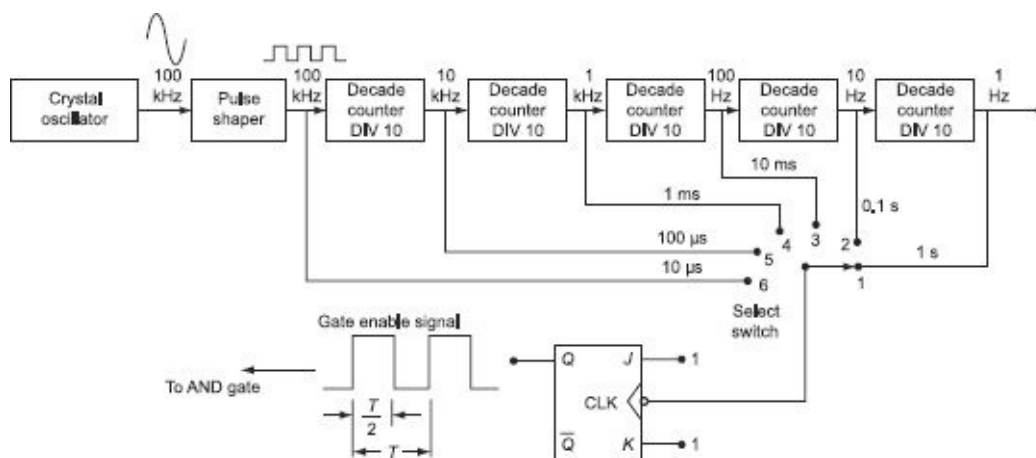 100 kHz
100 kHz
10 kHz
1 kHz
100 Hz
10 Hz
1 Hz
Crystal oscillator
Pulse shaper
Decade counter DIV 10
Decade counter DIV 10
Decade counter DIV 10
Decade counter DIV 10
Decade counter DIV 10
10 ms
1 ms
0.1 s
100 µs
1 s
10 µs
4
3
2
5
6
1
Select switch
Gate enable signal
To AND gate
T/2
T
Q
J
1
CLK
Q̅
K
1